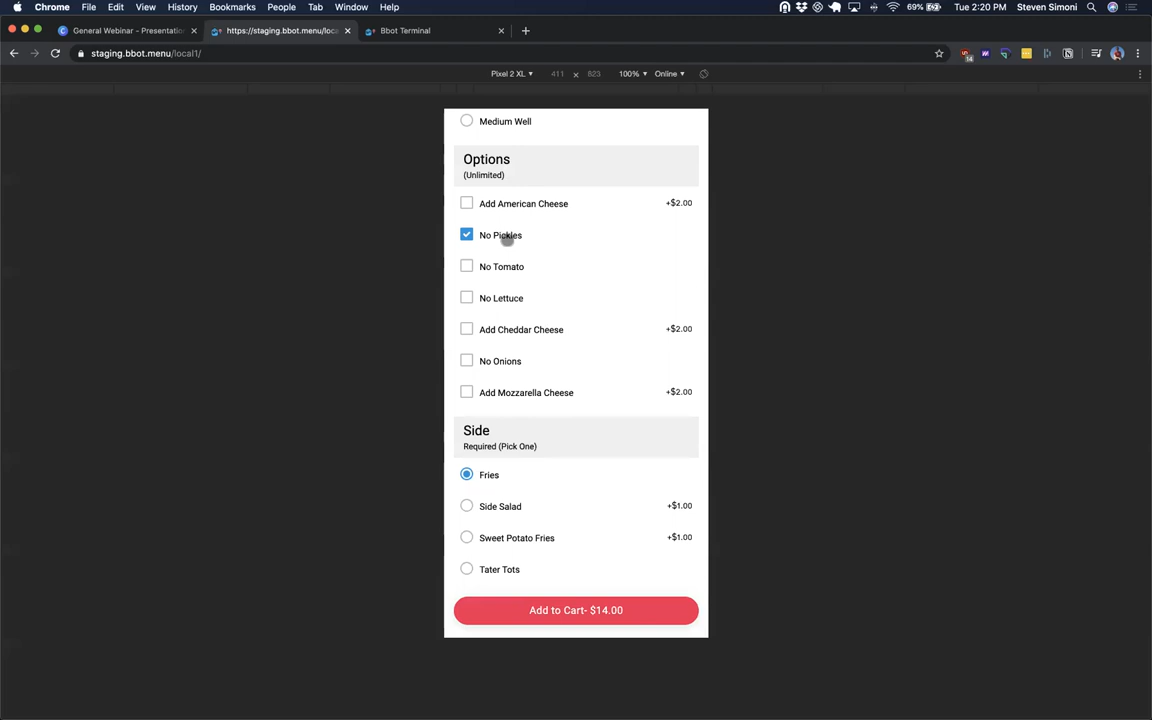 Chrome File Edit View History Bookmarks People Tab Window Help 69% Tue 2:20 PM Steven Simoni
General Webinar - Presentation https://staging.bbot.menu/loca Bbot Terminal
staging.bbot.menu/local1/
14
Pixel 2 XL 411 x 823 100% Online
Medium Well
Options
(Unlimited)
Add American Cheese +$2.00
No Pickles
No Tomato
No Lettuce
Add Cheddar Cheese +$2.00
No Onions
Add Mozzarella Cheese +$2.00
Side
Required (Pick One)
Fries
Side Salad +$1.00
Sweet Potato Fries +$1.00
Tater Tots
Add to Cart- $14.00